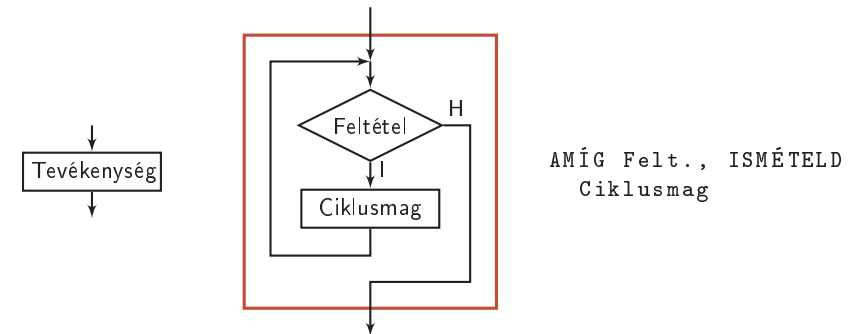 Tevékenység
Feltétel
H
I
Ciklusmag
AMÍG Felt., ISMÉTELD
Ciklusmag